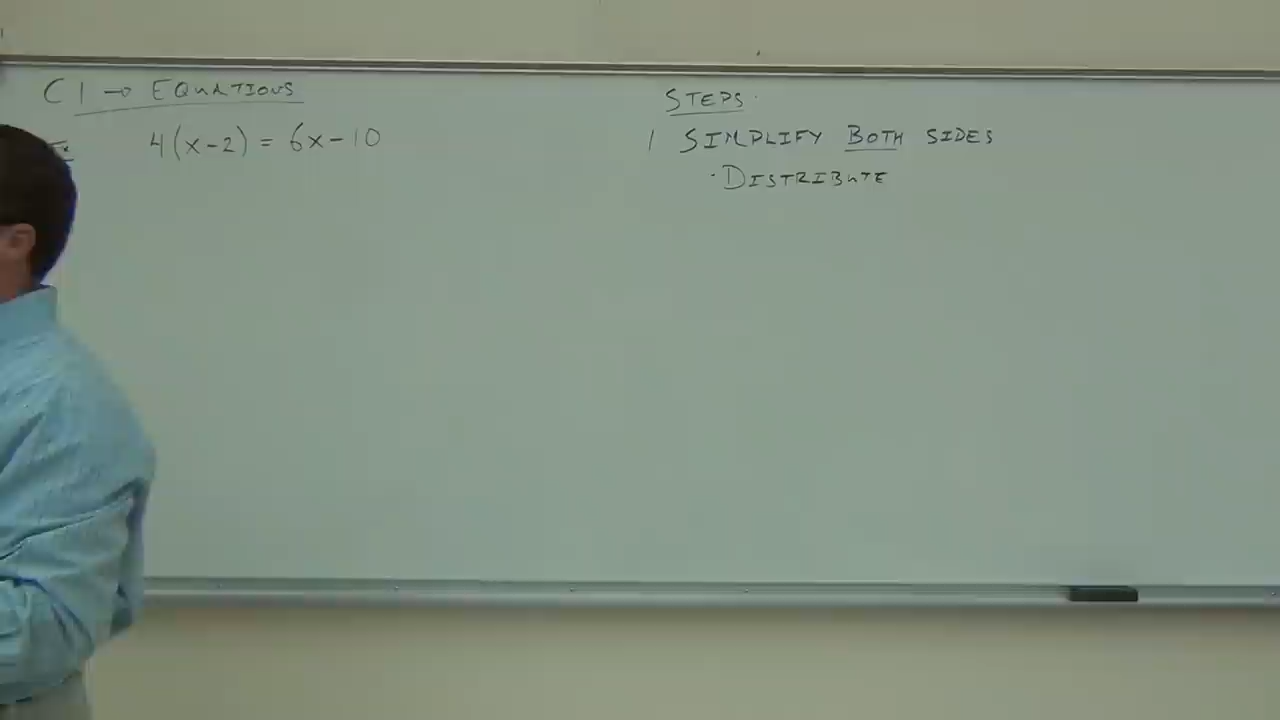 C1 → EQUATIONS
4(x-2) = 6x-10
STEPS
1 SIMPLIFY BOTH SIDES
· DISTRIBUTE